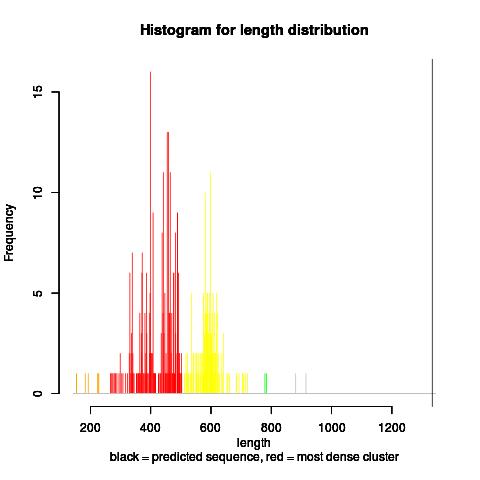 Histogram for length distribution
15
10
5
0
Frequency
200 400 600 800 1000 1200
length
black = predicted sequence, red = most dense cluster